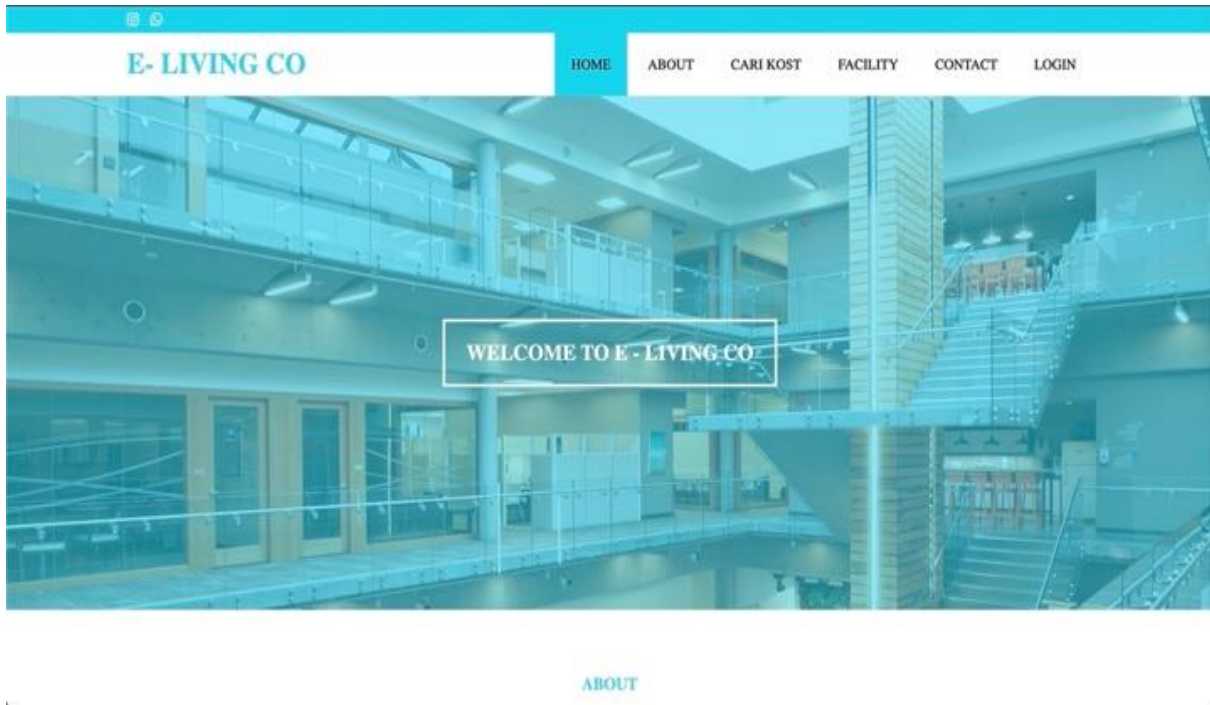 E- LIVING CO
HOME ABOUT CARI KOST FACILITY CONTACT LOGIN
WELCOME TO E - LIVING CO
ABOUT